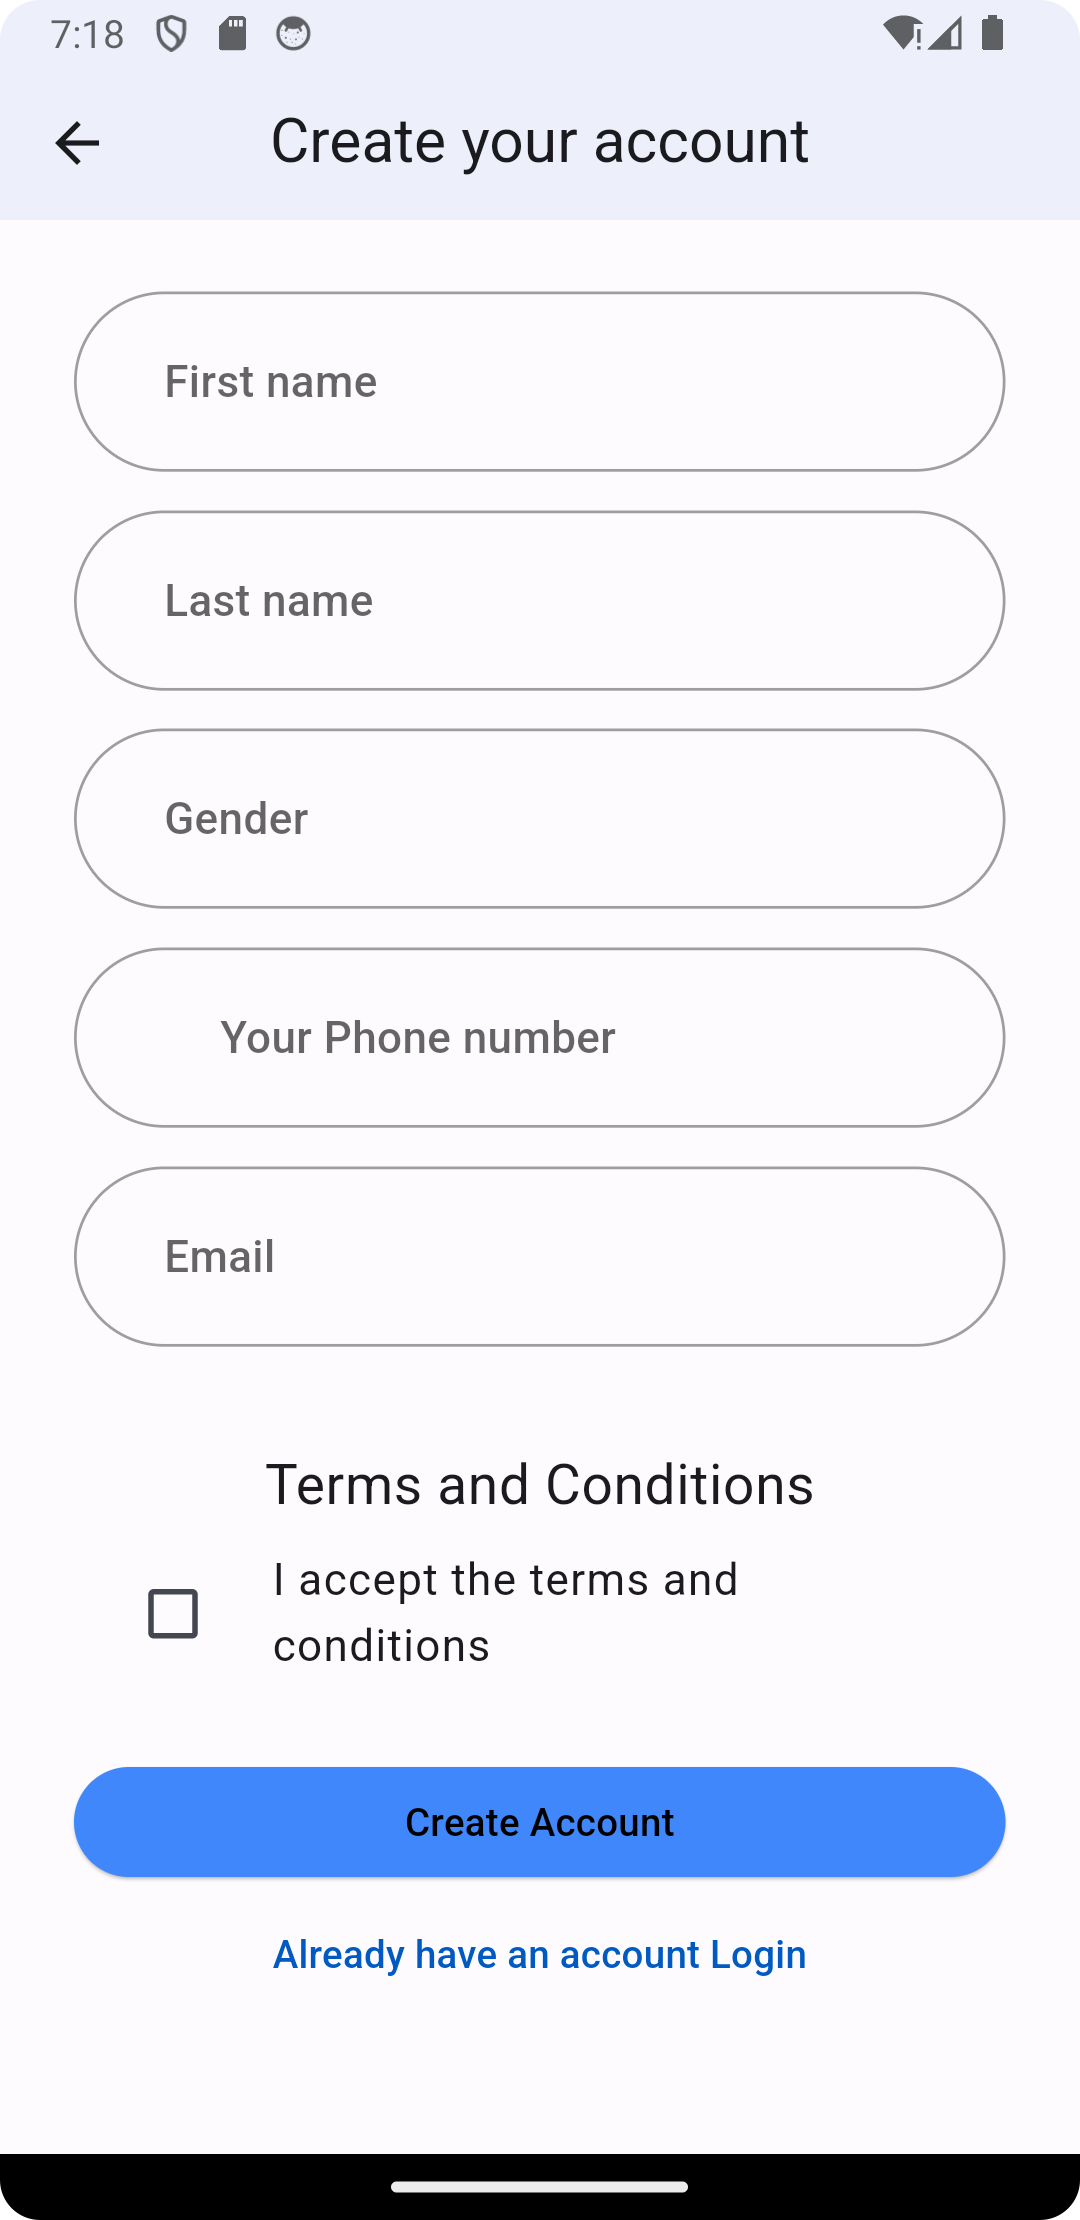 7:18
Create your account
First name
Last name
Gender
Your Phone number
Email
Terms and Conditions
I accept the terms and
conditions
Create Account
Already have an account Login